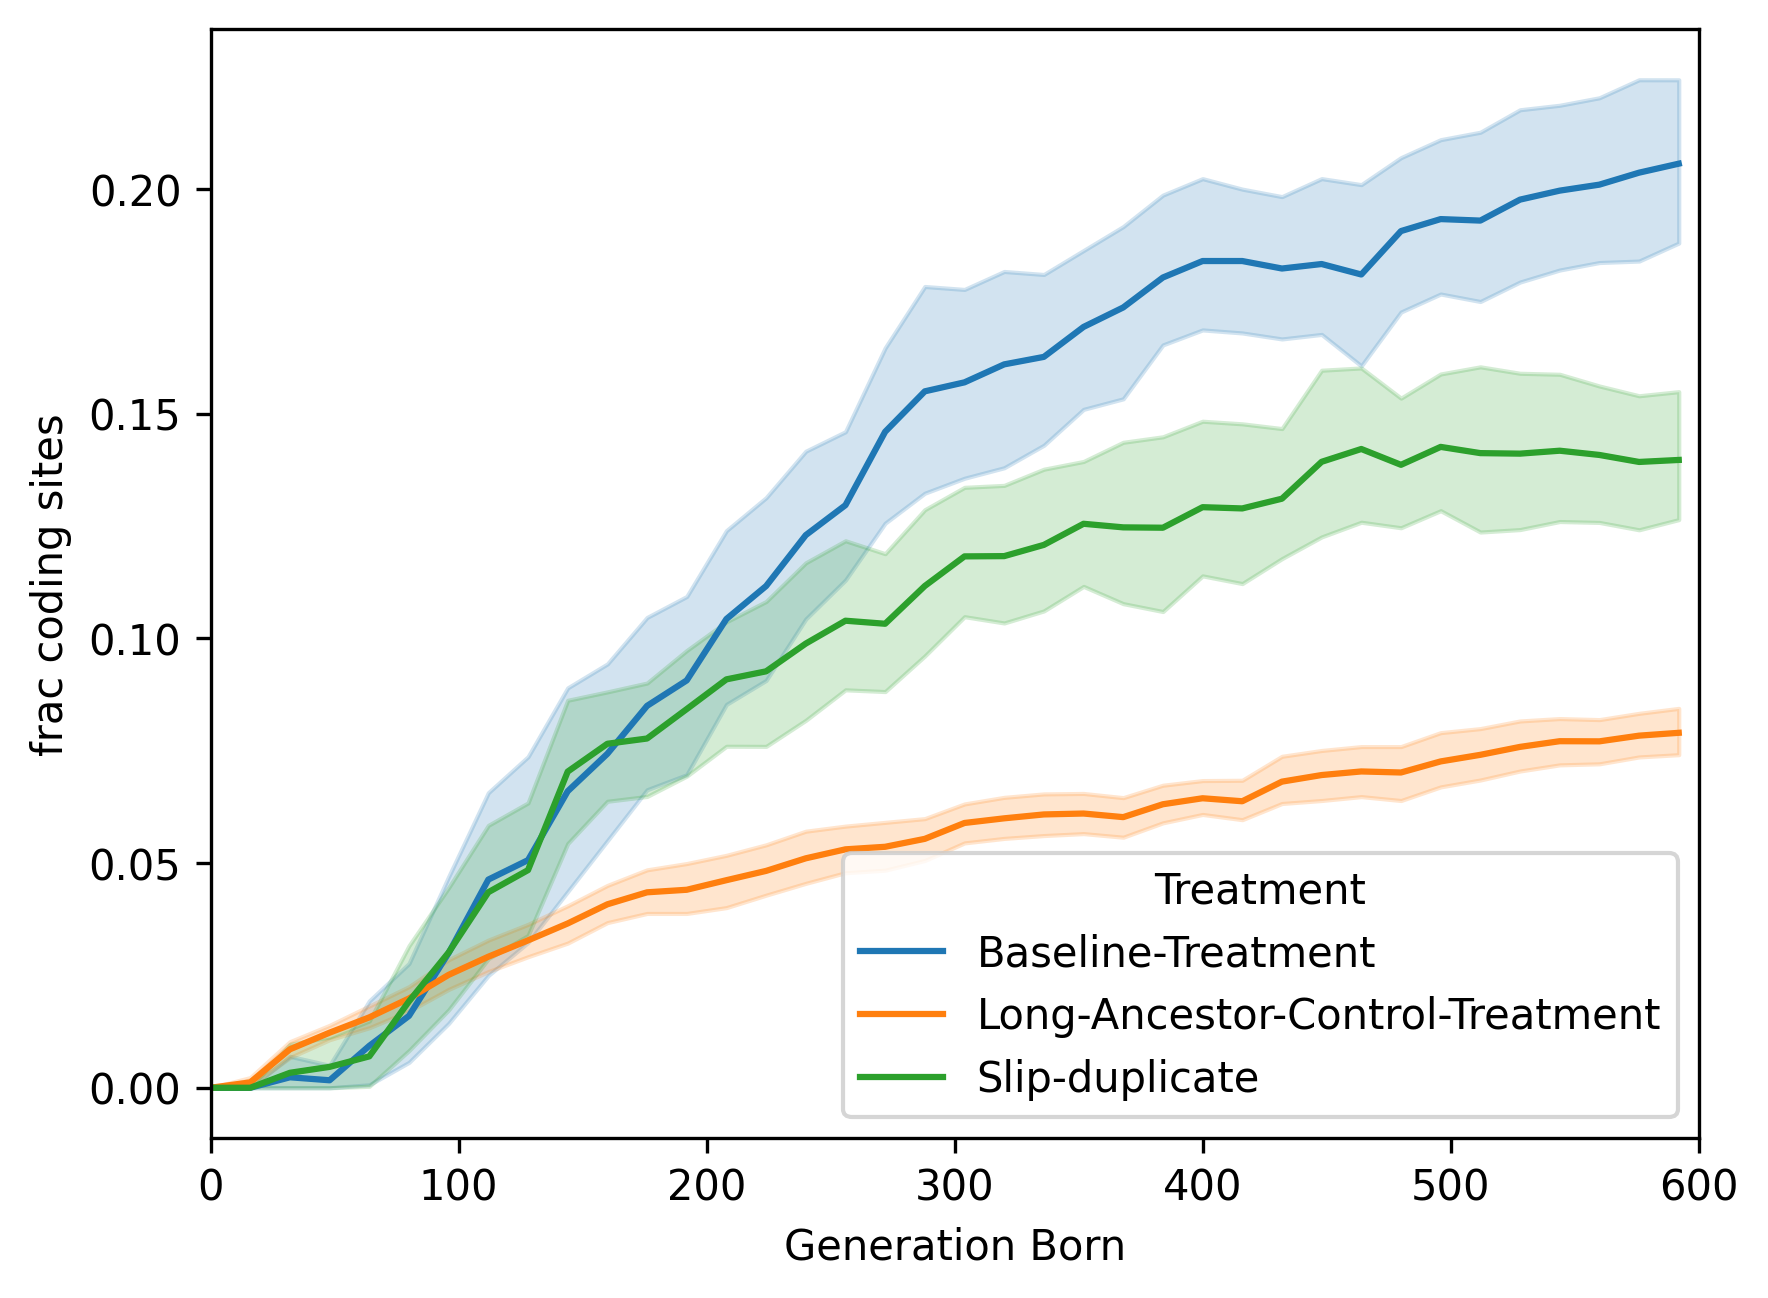 0.20
0.15
0.10
0.05
0.00
frac coding sites
Treatment
Baseline-Treatment
Long-Ancestor-Control-Treatment
Slip-duplicate
0 100 200 300 400 500 600
Generation Born